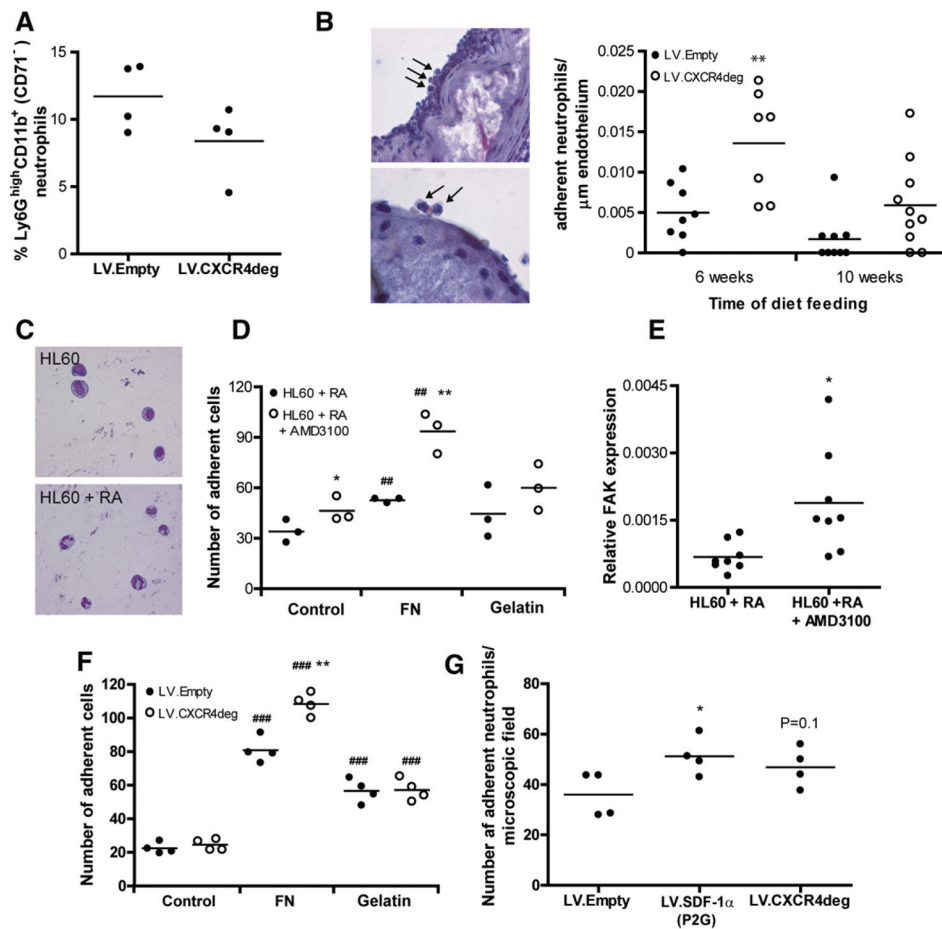 A
15
10
5
0
% Ly6GhighCD11b+ (CD71-)
neutrophils
LV.Empty
LV.CXCR4deg
B
0.025
0.020
0.015
0.010
0.005
0
adherent neutrophils/
μm endothelium
LV.Empty
LV.CXCR4deg
**
6 weeks
10 weeks
Time of diet feeding
C
HL60
HL60 + RA
D
120
90
60
30
0
Number of adherent cells
HL60 + RA
HL60 + RA
+ AMD3100
*
##
## **
Control
FN
Gelatin
E
0.0045
0.0030
0.0015
0.0000
Relative FAK expression
*
HL60 + RA
HL60 +RA
+ AMD3100
F
120
100
80
60
40
20
0
Number of adherent cells
LV.Empty
LV.CXCR4deg
###
### **
###
###
Control
FN
Gelatin
G
80
60
40
20
0
Number af adherent neutrophils/
microscopic field
*
P=0.1
LV.Empty
LV.SDF-1α
(P2G)
LV.CXCR4deg